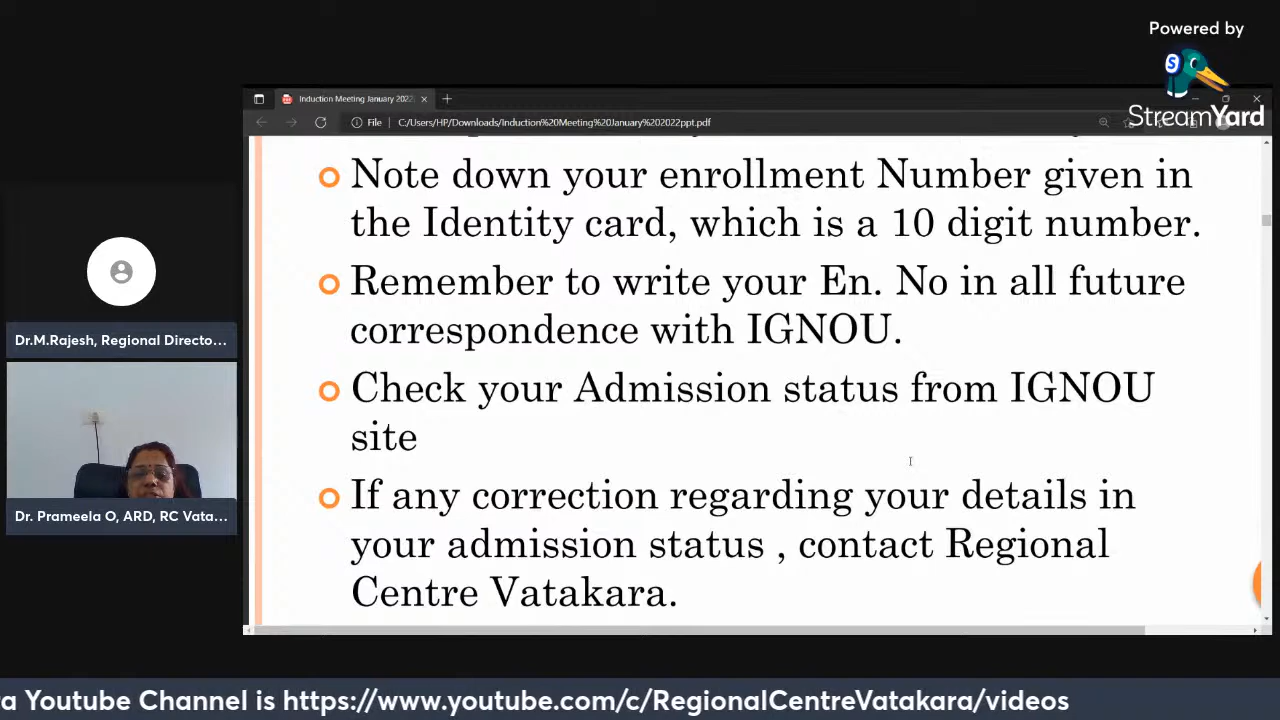 Powered by
StreamYard
Induction Meeting January 2022
File
C:/Users/HP/Downloads/Induction%20Meeting%20January%202022ppt.pdf
Note down your enrollment Number given in
the Identity card, which is a 10 digit number.
Remember to write your En. No in all future
correspondence with IGNOU.
Check your Admission status from IGNOU
site
If any correction regarding your details in
your admission status , contact Regional
Centre Vatakara.
Dr.M.Rajesh, Regional Directo...
Dr. Prameela O, ARD, RC Vata...
Youtube Channel is https://www.youtube.com/c/RegionalCentreVatakara/videos